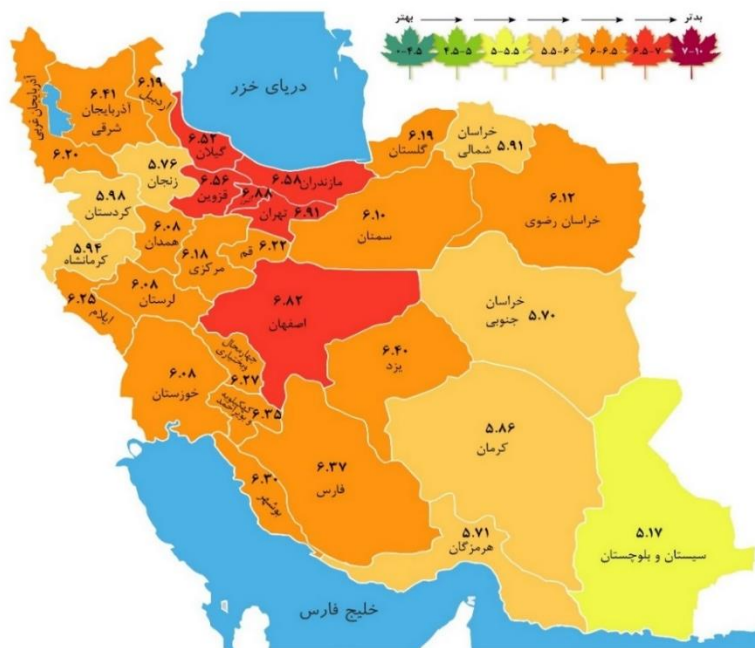 بهتر
بدتر
۰-۴.۵
۴.۵-۵
۵-۵.۵
۵.۵-۶
۶-۶.۵
۶.۵-۷
۷-۱۰
دریای خزر
آذربایجان غربی
۶.۲۰
۶.۴۱
آذربایجان
شرقی
۶.۱۹
اردبیل
۶.۵۲
گیلان
۵.۷۶
زنجان
۶.۵۶
قزوین
۶.۵۸
مازندران
۶.۸۸
۶.۹۱
تهران
۶.۱۹
گلستان
خراسان
شمالی
۵.۹۱
۶.۱۲
خراسان رضوی
۶.۱۰
سمنان
۵.۹۸
کردستان
۶.۰۸
همدان
۵.۹۴
کرمانشاه
۶.۱۸
مرکزی
۶.۲۲
قم
۶.۲۵
ایلام
۶.۰۸
لرستان
۶.۸۲
اصفهان
خراسان
جنوبی
۵.۷۰
۶.۴۰
یزد
چهارمحال
وبختیاری
۶.۲۷
۶.۰۸
خوزستان
۶.۳۵
کهگیلویه
و بویراحمد
۶.۳۷
فارس
۵.۸۶
کرمان
۶.۳۰
بوشهر
۵.۷۱
هرمزگان
۵.۱۷
سیستان و بلوچستان
خلیج فارس